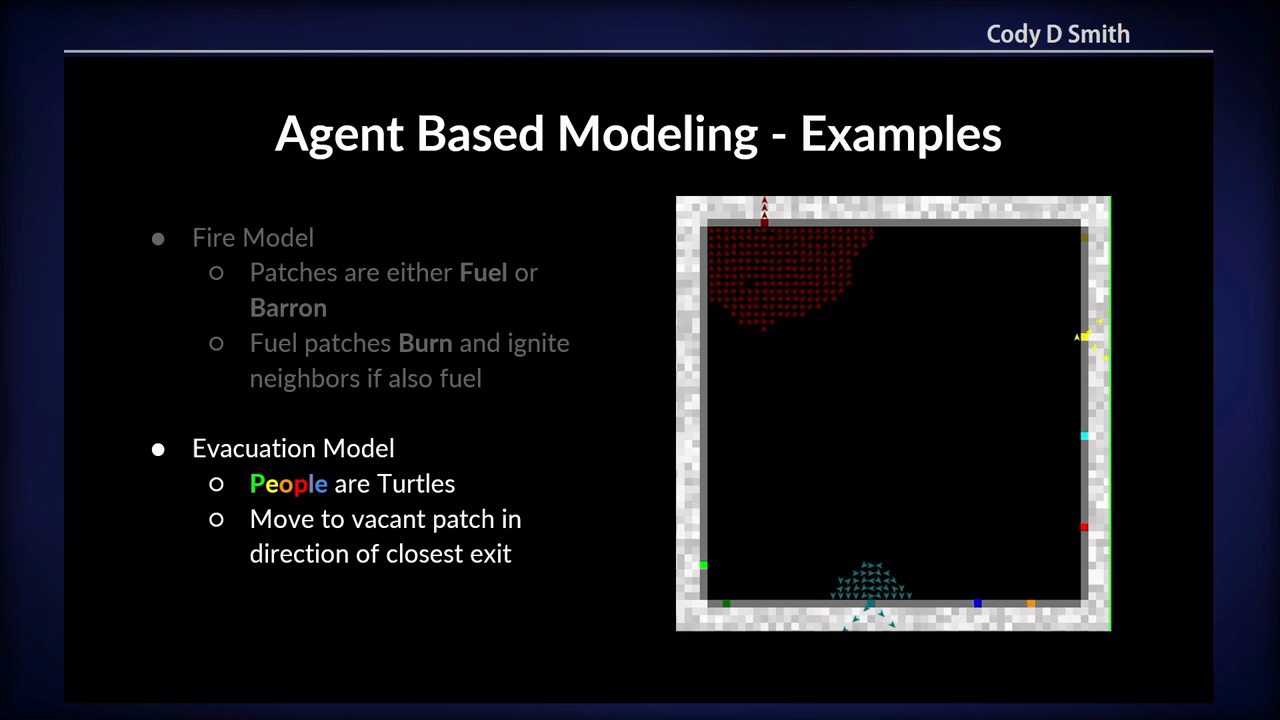 Cody D Smith
Agent Based Modeling - Examples
● Fire Model
○ Patches are either Fuel or
Barron
○ Fuel patches Burn and ignite
neighbors if also fuel
● Evacuation Model
○ People are Turtles
○ Move to vacant patch in
direction of closest exit